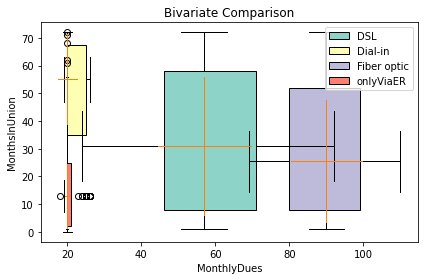 Bivariate Comparison
MonthsInUnion
70
60
50
40
30
20
10
0
DSL
Dial-in
Fiber optic
onlyViaER
20
40
60
80
100
MonthlyDues